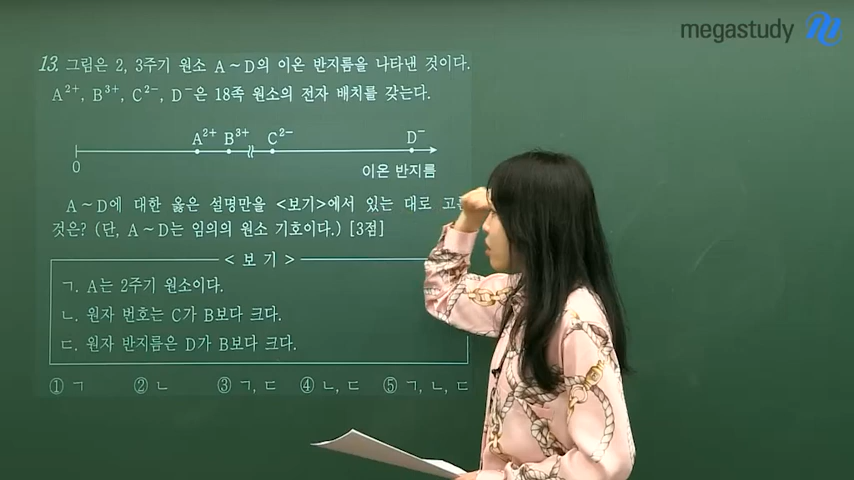 megastudy
13. 그림은 2, 3주기 원소 A ~ D의 이온 반지름을 나타낸 것이다.
A²⁺, B³⁺, C²⁻, D⁻은 18족 원소의 전자 배치를 갖는다.
A²⁺ B³⁺ C²⁻ D⁻
0
이온 반지름
A ~ D에 대한 옳은 설명만을 <보기>에서 있는 대로
것은? (단, A ~ D는 임의의 원소 기호이다.) [3점]
< 보 기 >
ㄱ. A는 2주기 원소이다.
ㄴ. 원자 번호는 C가 B보다 크다.
ㄷ. 원자 반지름은 D가 B보다 크다.
① ㄱ ② ㄴ ③ ㄱ, ㄷ ④ ㄴ, ㄷ ⑤ ㄱ, ㄴ, ㄷ